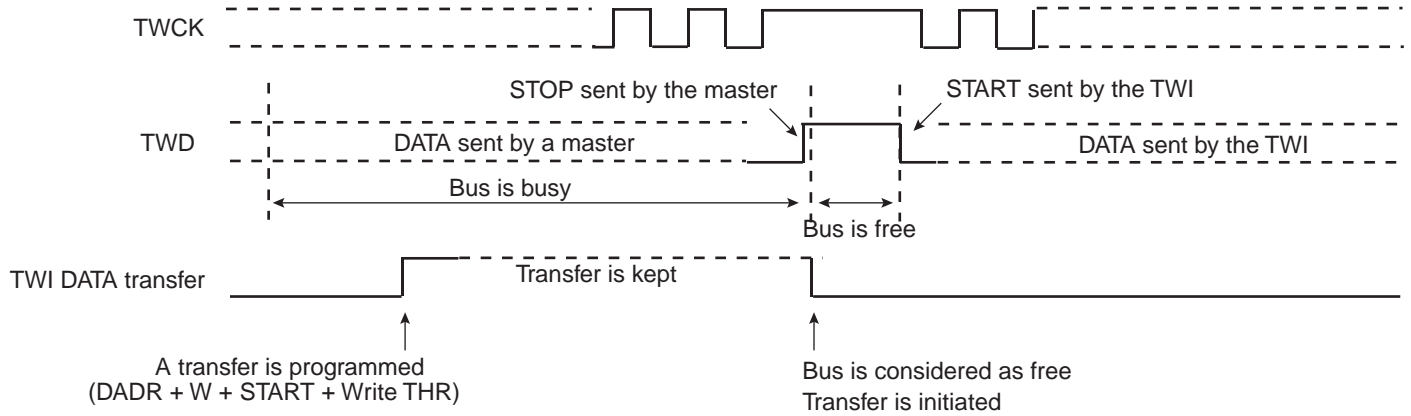 TWCK
STOP sent by the master
START sent by the TWI
TWD
DATA sent by a master
DATA sent by the TWI
Bus is busy
Bus is free
TWI DATA transfer
Transfer is kept
A transfer is programmed
(DADR + W + START + Write THR)
Bus is considered as free
Transfer is initiated